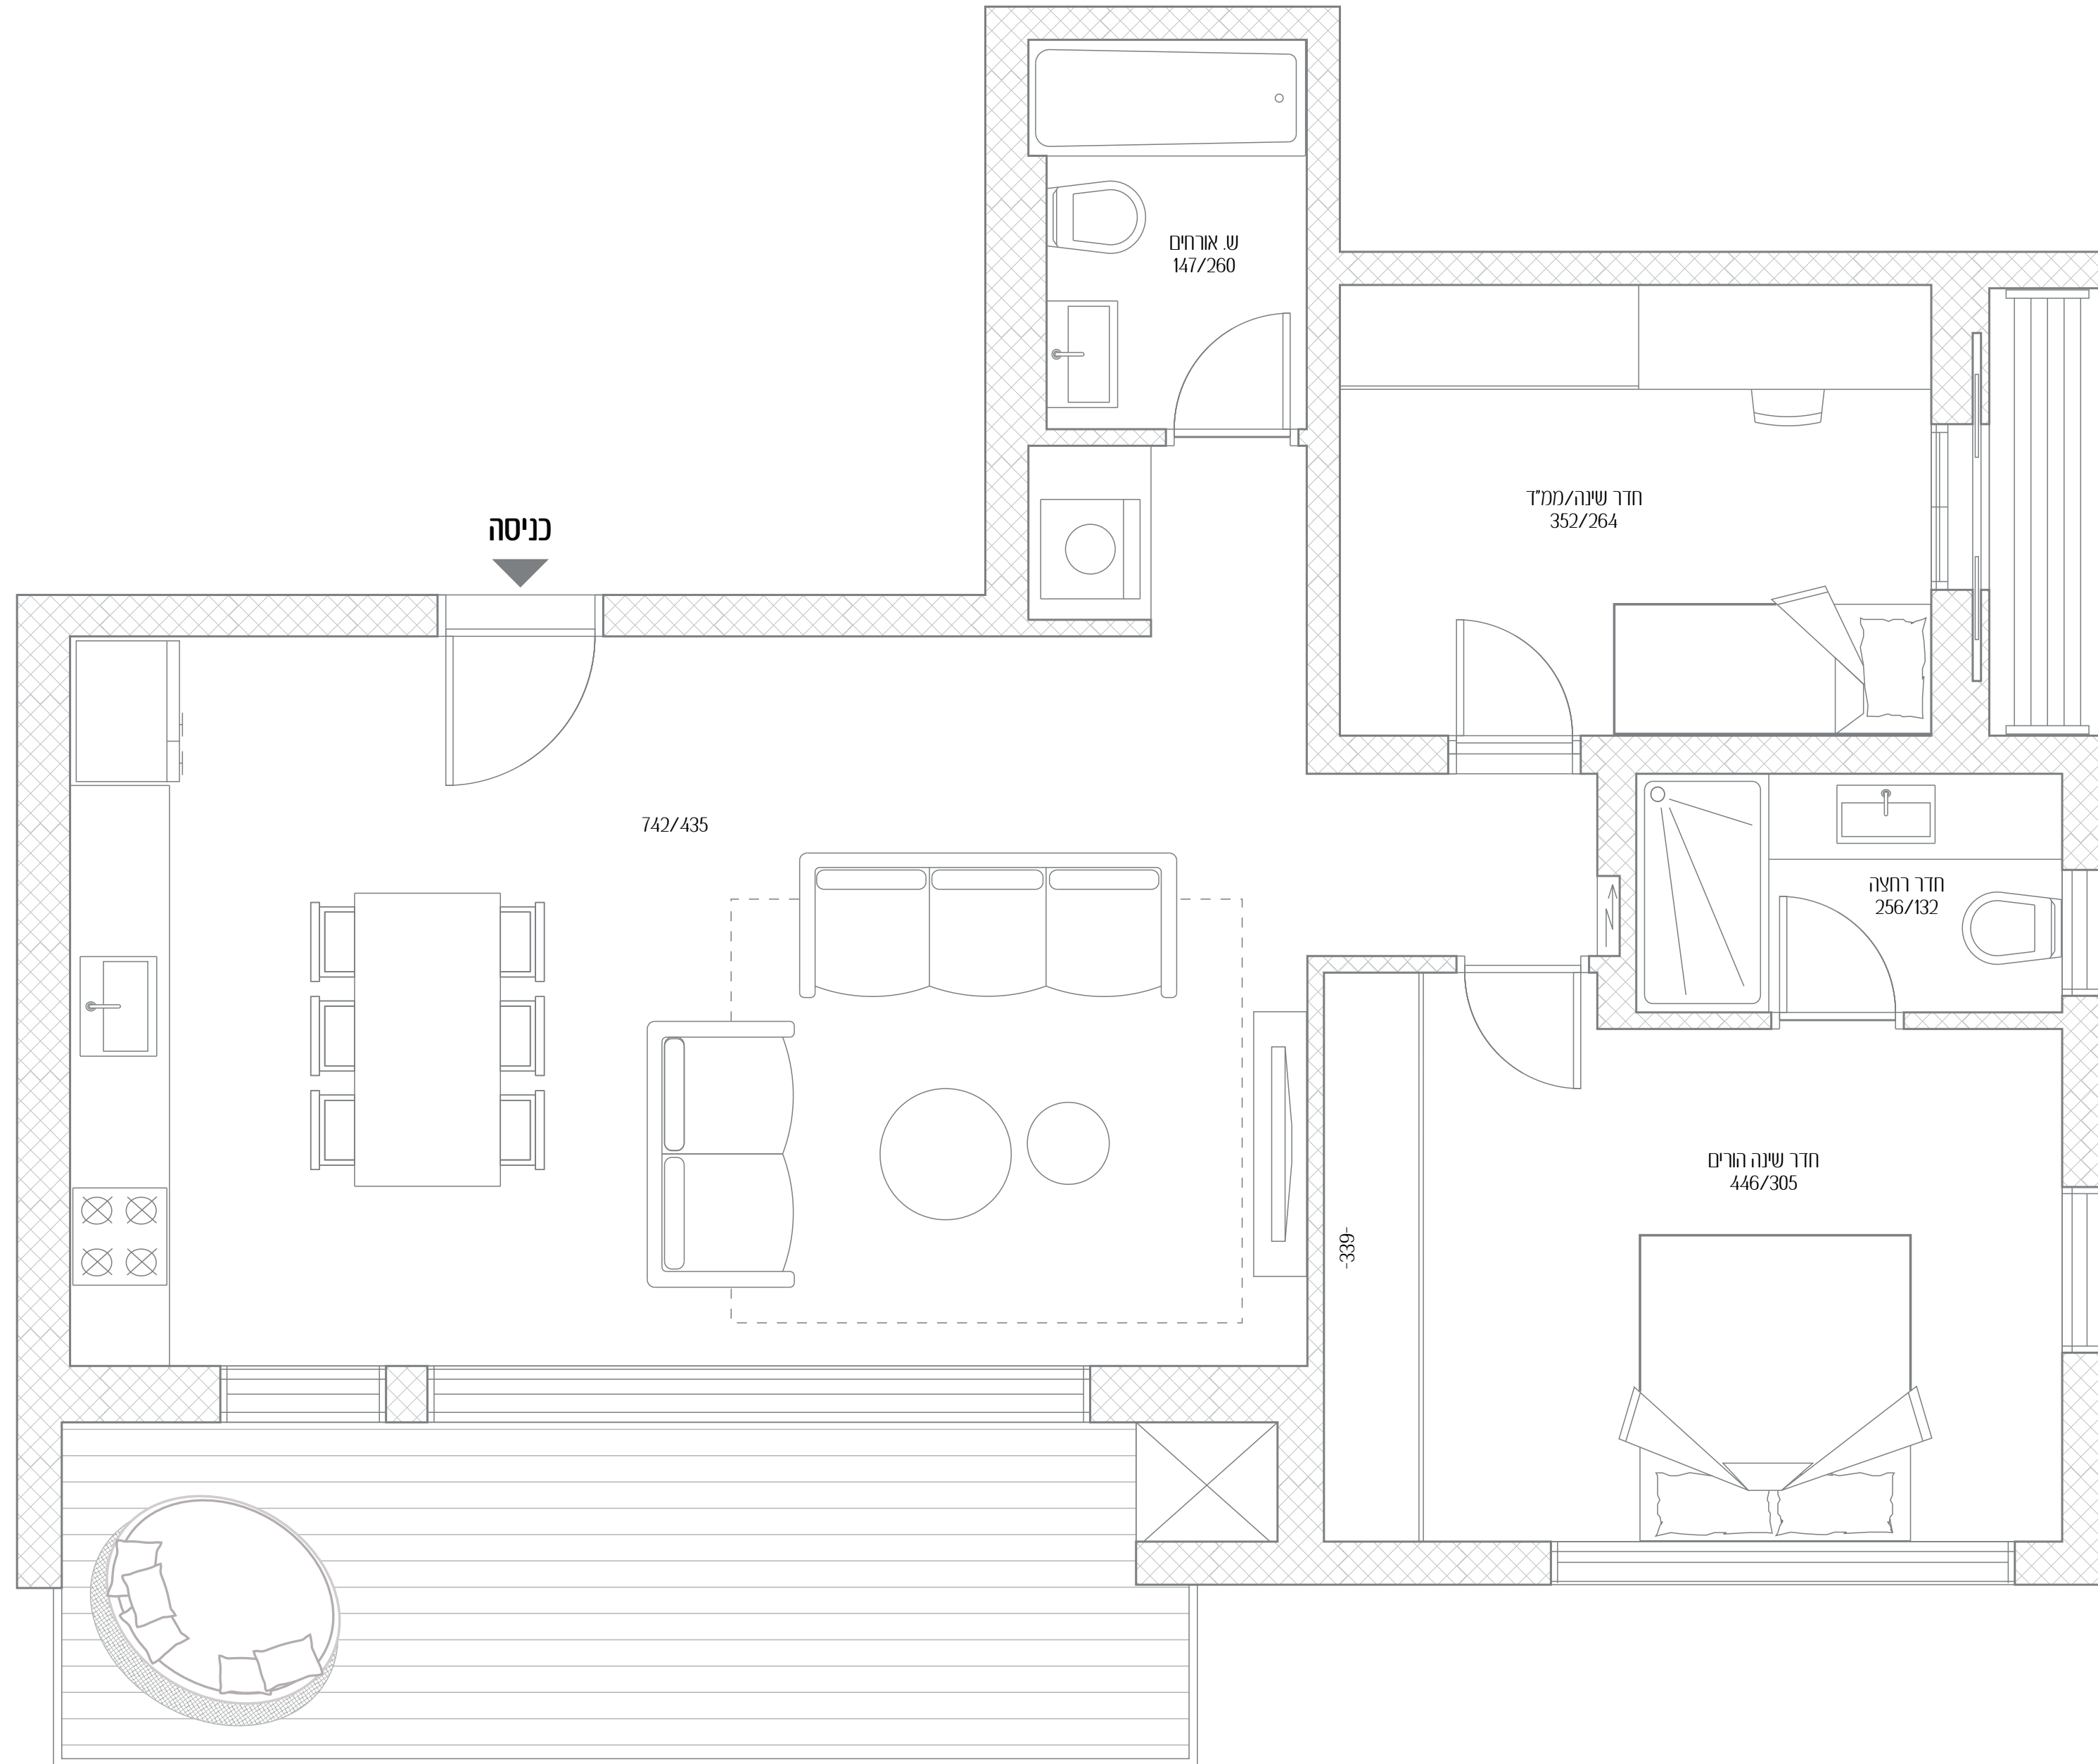 ש. אורחים
147/260
חדר שינה/ממ"ד
352/264
כניסה
742/435
חדר רחצה
256/132
חדר שינה הורים
446/305
-339-